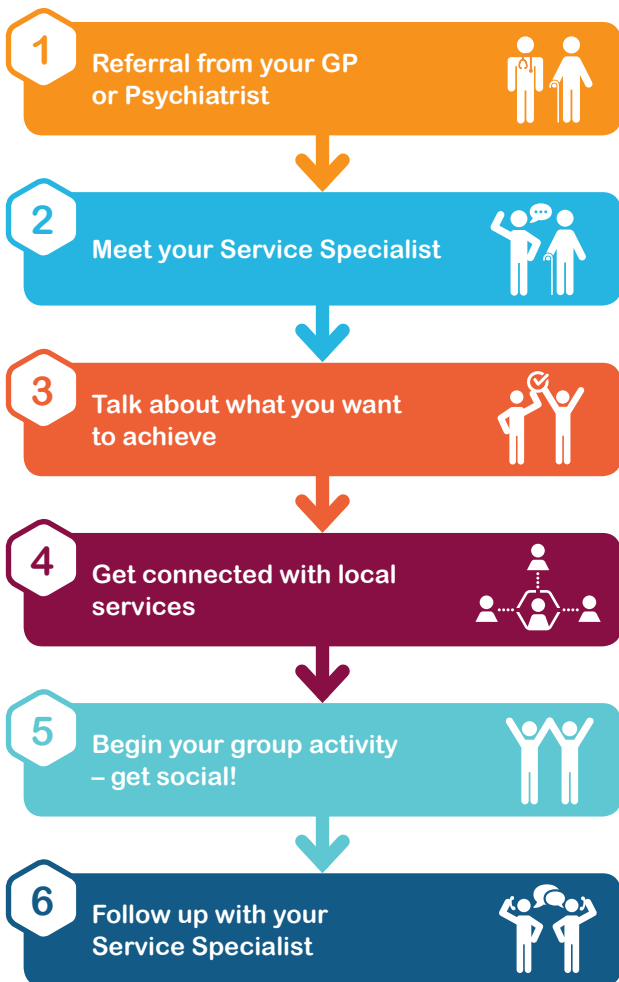 1
Referral from your GP
or Psychiatrist
2
Meet your Service Specialist
3
Talk about what you want
to achieve
4
Get connected with local
services
5
Begin your group activity
– get social!
6
Follow up with your
Service Specialist